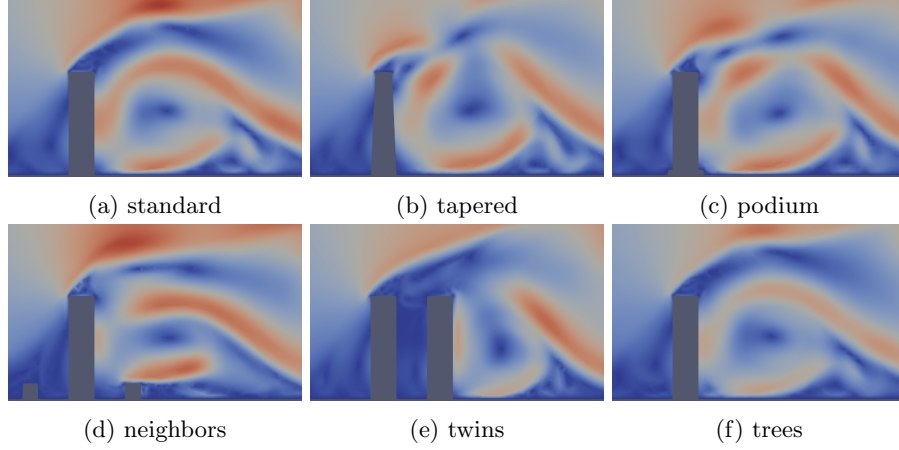 (a) standard
(b) tapered
(c) podium
(d) neighbors
(e) twins
(f) trees